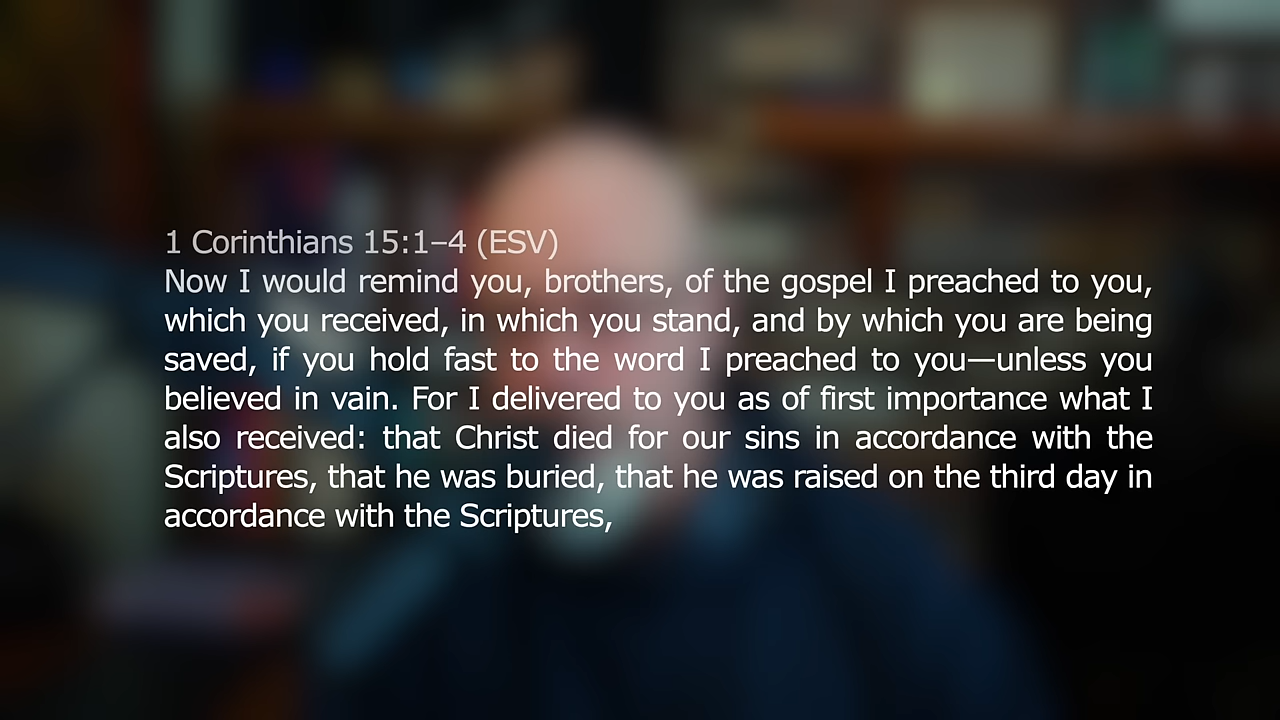 1 Corinthians 15:1–4 (ESV)
Now I would remind you, brothers, of the gospel I preached to you,
which you received, in which you stand, and by which you are being
saved, if you hold fast to the word I preached to you—unless you
believed in vain. For I delivered to you as of first importance what I
also received: that Christ died for our sins in accordance with the
Scriptures, that he was buried, that he was raised on the third day in
accordance with the Scriptures,